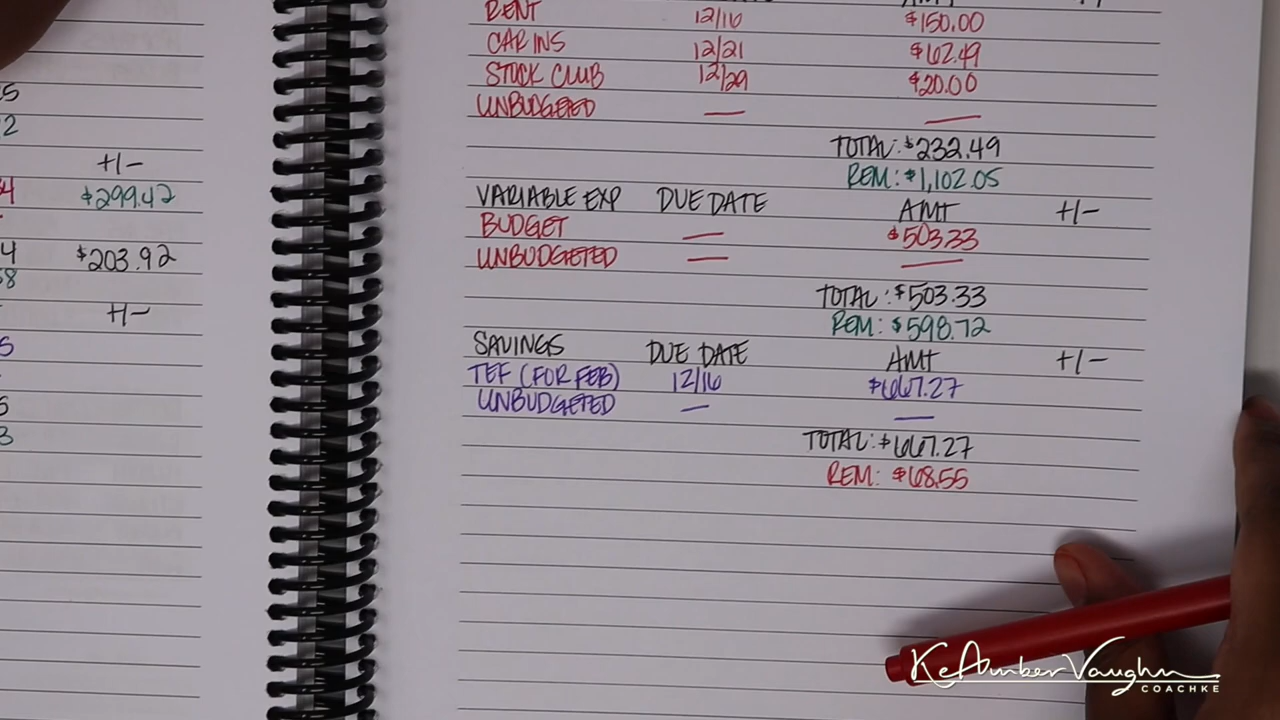 RENT 12/16 $150.00
CAR INS 12/21 $62.49
STOCK CLUB 12/29 $20.00
UNBUDGETED — —
TOTAL: $232.49
REM: $1,102.05
VARIABLE EXP DUE DATE AMT +/-
BUDGET — $503.33
UNBUDGETED — —
TOTAL: $503.33
REM: $598.72
SAVINGS DUE DATE AMT +/-
TEF (FOR FEB) 12/16 $667.27
UNBUDGETED — —
TOTAL: $667.27
REM: $68.55
+/-
$299.42
$203.92
+/-
KeAmber Vaughn
COACHKE